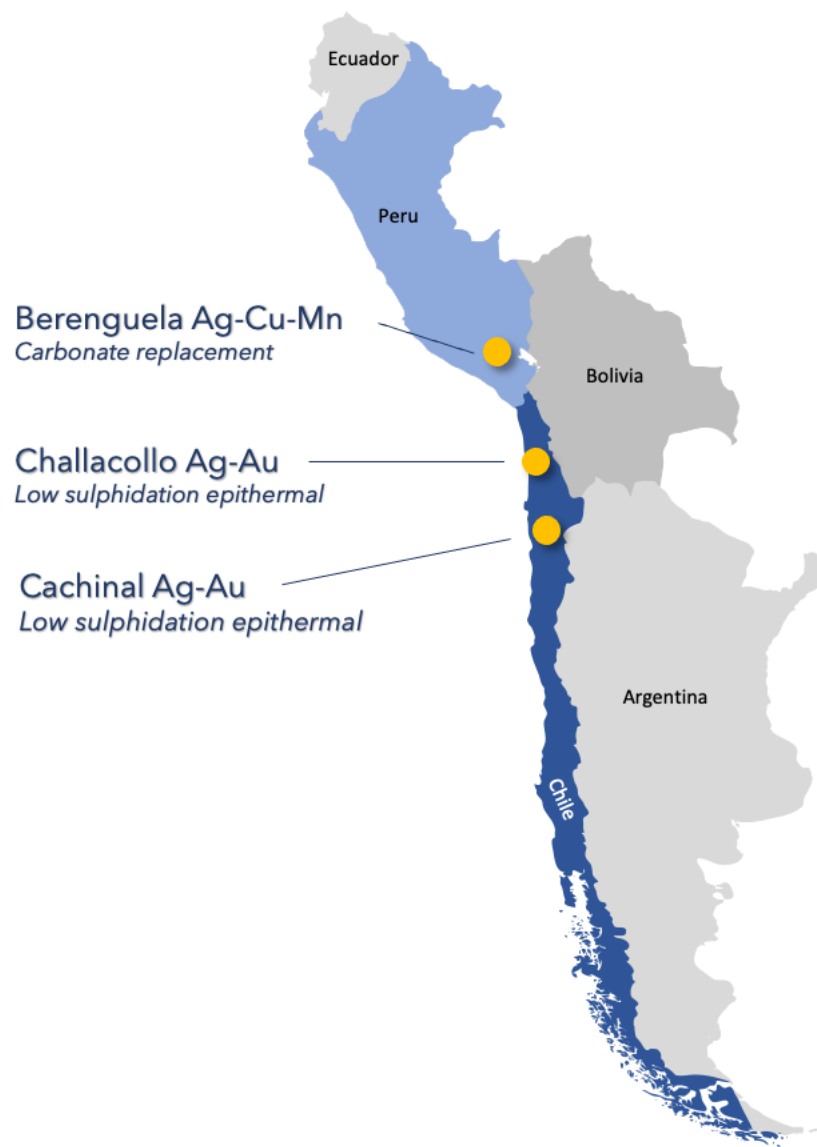 Ecuador
Peru
Berenguela Ag-Cu-Mn
Carbonate replacement
Bolivia
Challacollo Ag-Au
Low sulphidation epithermal
Cachinal Ag-Au
Low sulphidation epithermal
Argentina
Chile